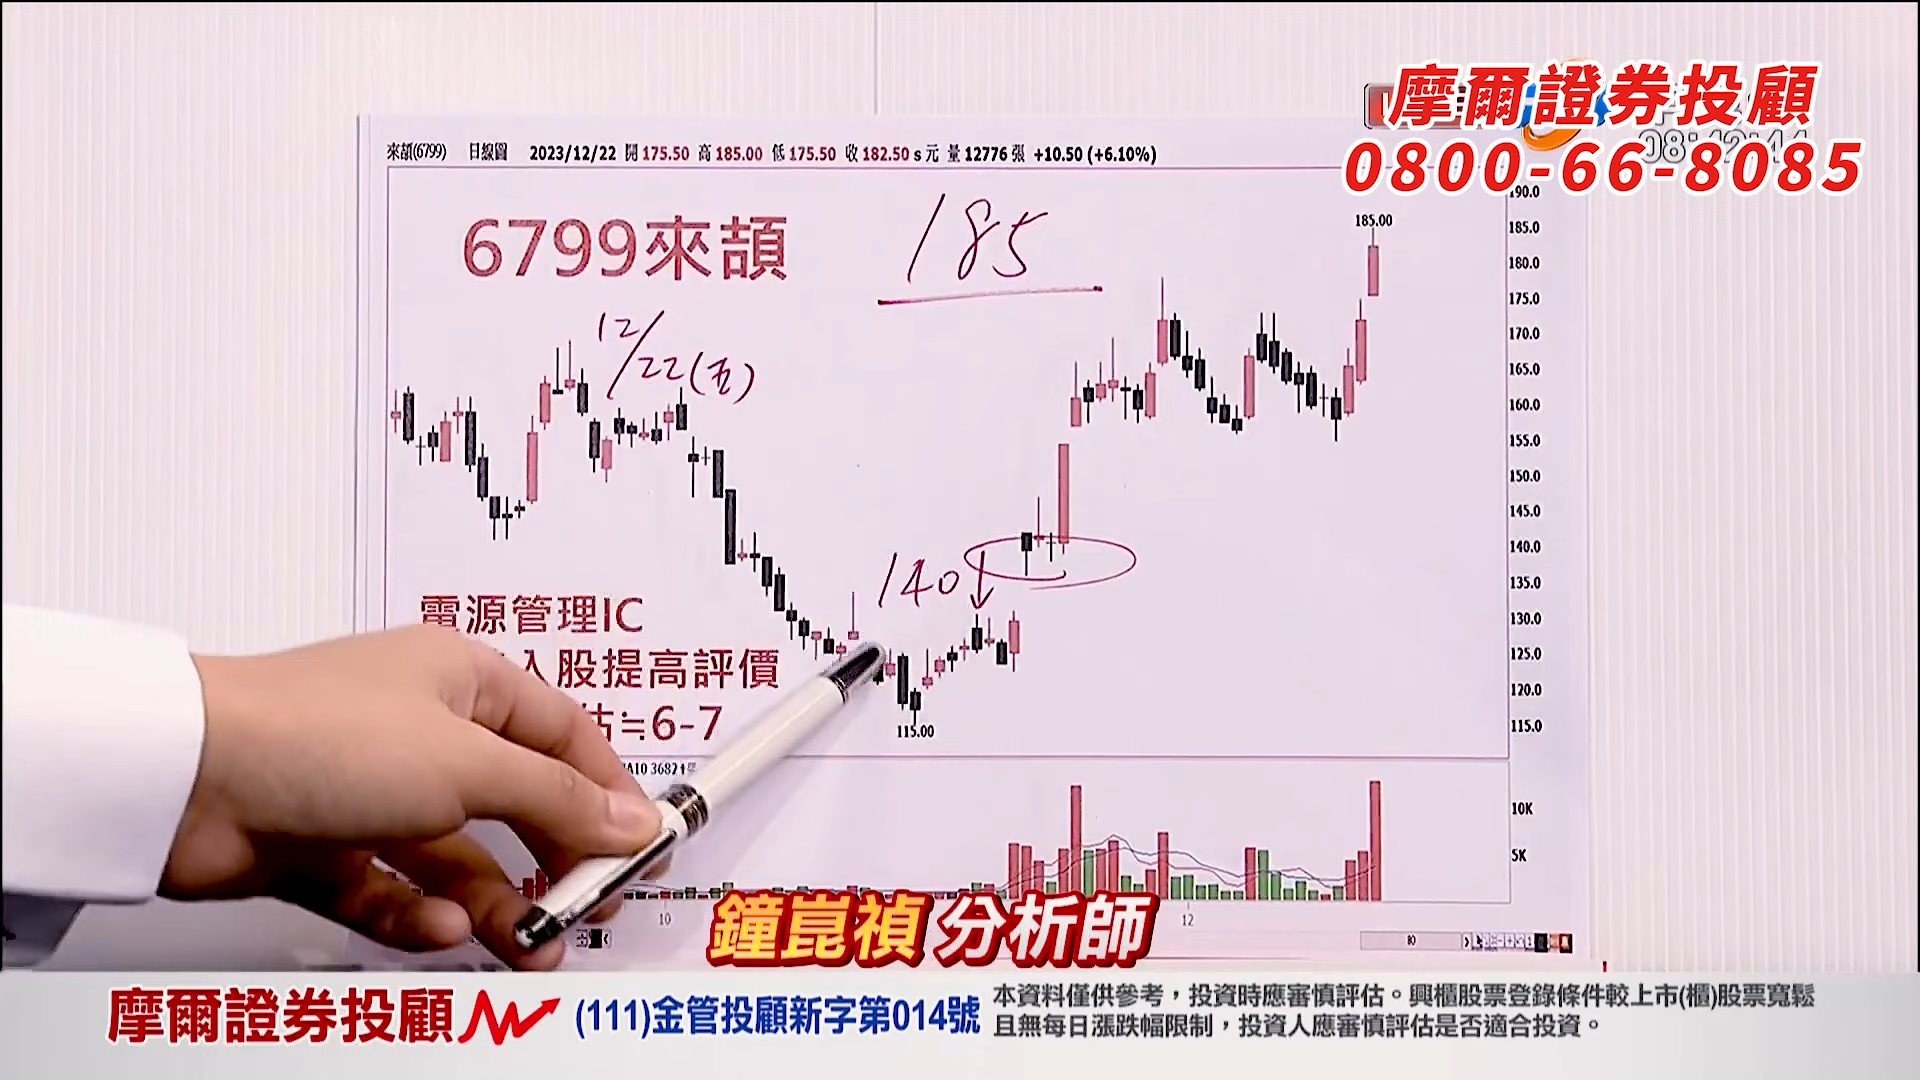 摩爾證券投顧
0800-66-8085
來頡(6799) 日線圖 2023/12/22 開 175.50 高 185.00 低 175.50 收 182.50 s 元 量 12776 張 +10.50 (+6.10%)
6799來頡
185
12/22(五)
185.00
190.0
185.0
180.0
175.0
170.0
165.0
160.0
155.0
150.0
145.0
140.0
135.0
130.0
125.0
120.0
115.0
140
電源管理IC
入股提高評價
估≒6-7
115.00
3682
10K
5K
10
12
80
鐘崑禎 分析師
摩爾證券投顧 (111)金管投顧新字第014號
本資料僅供參考，投資時應審慎評估。興櫃股票登錄條件較上市(櫃)股票寬鬆
且無每日漲跌幅限制，投資人應審慎評估是否適合投資。